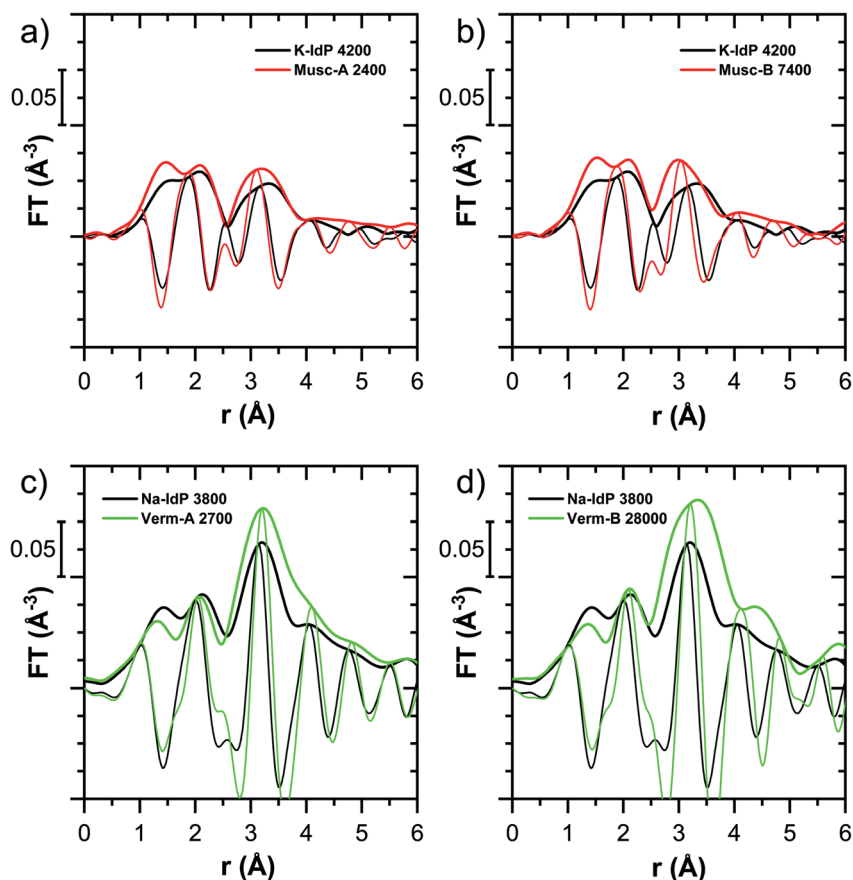 a)
K-IdP 4200
Musc-A 2400
0.05
FT (Å-3)
0 1 2 3 4 5 6
r (Å)
b)
K-IdP 4200
Musc-B 7400
0.05
FT (Å-3)
0 1 2 3 4 5 6
r (Å)
c)
Na-IdP 3800
Verm-A 2700
0.05
FT (Å-3)
0 1 2 3 4 5 6
r (Å)
d)
Na-IdP 3800
Verm-B 28000
0.05
FT (Å-3)
0 1 2 3 4 5 6
r (Å)